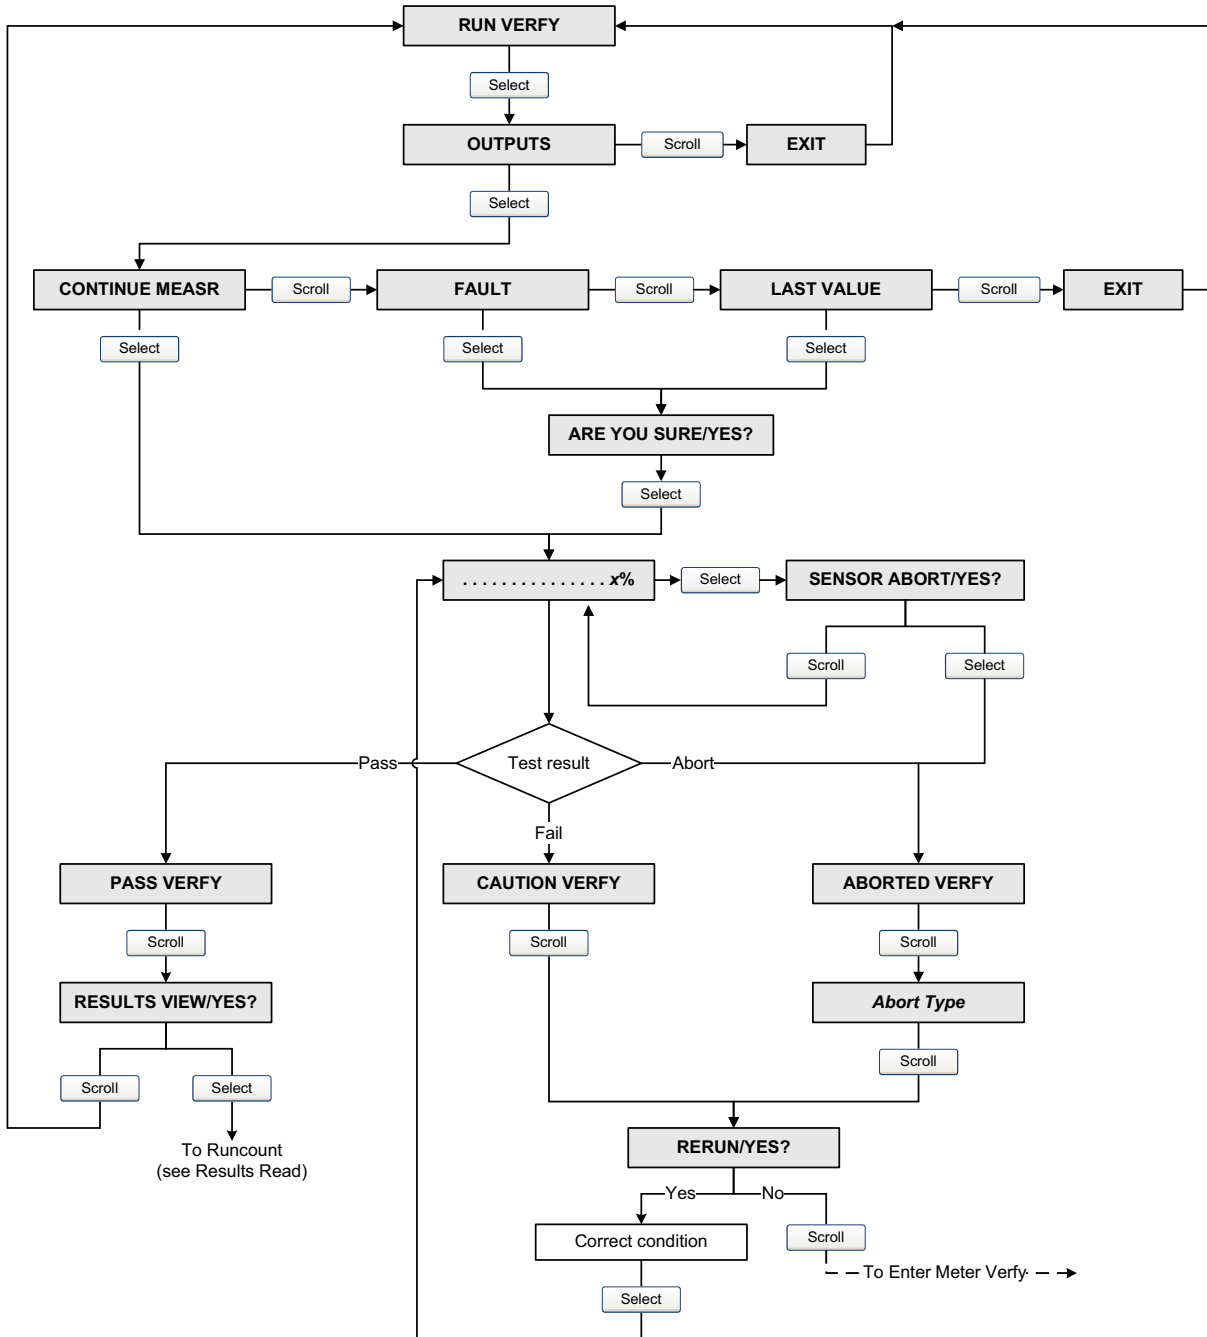 RUN VERFY
Select
OUTPUTS
Scroll
EXIT
Select
CONTINUE MEASR
Scroll
FAULT
Scroll
LAST VALUE
Scroll
EXIT
Select
Select
Select
ARE YOU SURE/YES?
Select
. . . . . . . . . . . . . . . x%
Select
SENSOR ABORT/YES?
Scroll
Select
Pass
Test result
Abort
Fail
PASS VERFY
CAUTION VERFY
ABORTED VERFY
Scroll
Scroll
Scroll
RESULTS VIEW/YES?
Abort Type
Scroll
Select
Scroll
To Runcount
(see Results Read)
RERUN/YES?
Yes
No
Correct condition
Scroll
To Enter Meter Verfy
Select